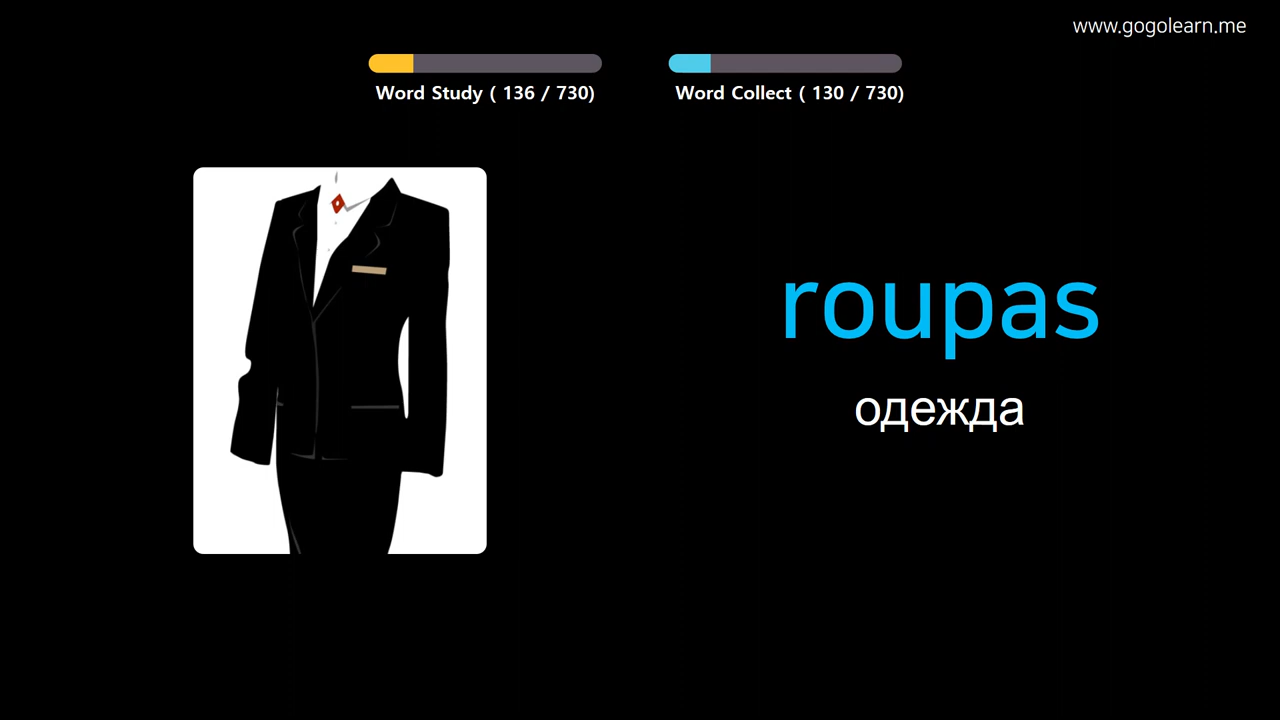 www.gogolearn.me
Word Study ( 136 / 730)
Word Collect ( 130 / 730)
roupas
одежда